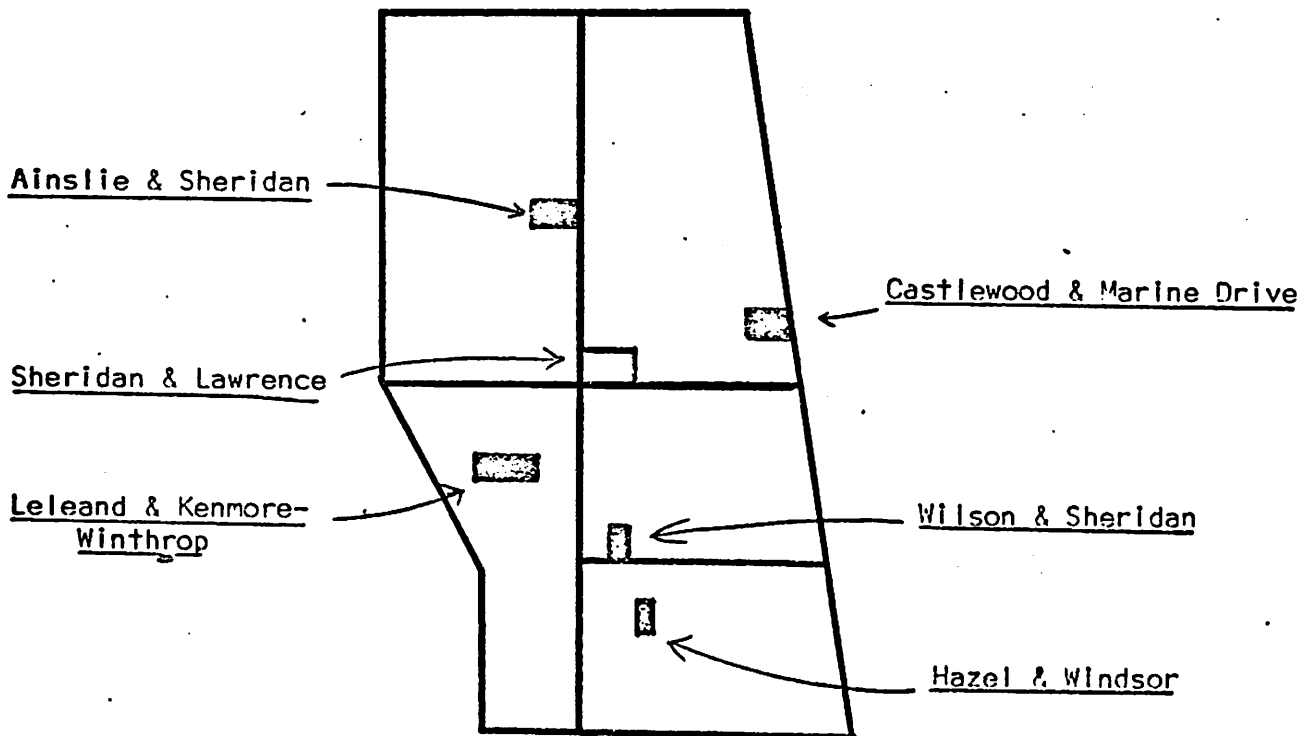 Ainslie & Sheridan
Castlewood & Marine Drive
Sheridan & Lawrence
Leleand & Kenmore-
Winthrop
Wilson & Sheridan
Hazel & Windsor